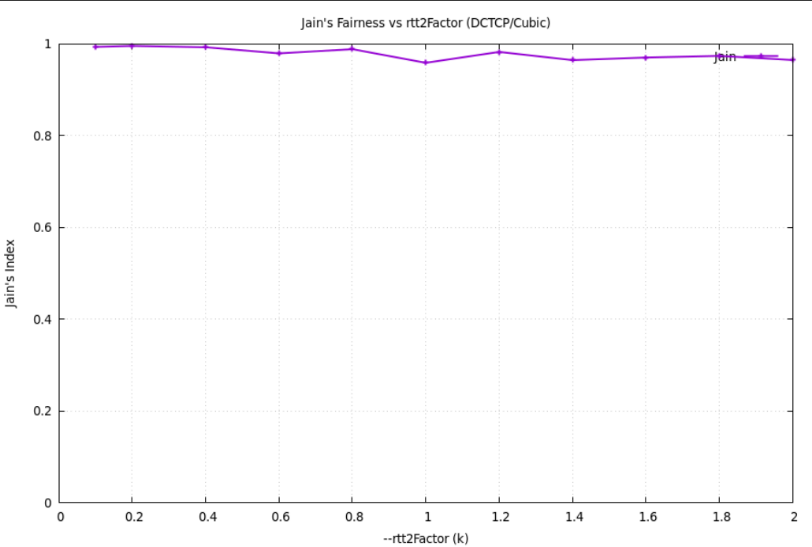 Jain's Fairness vs rtt2Factor (DCTCP/Cubic)
Jain
1
0.8
0.6
0.4
0.2
0
Jain's Index
0 0.2 0.4 0.6 0.8 1 1.2 1.4 1.6 1.8 2
--rtt2Factor (k)